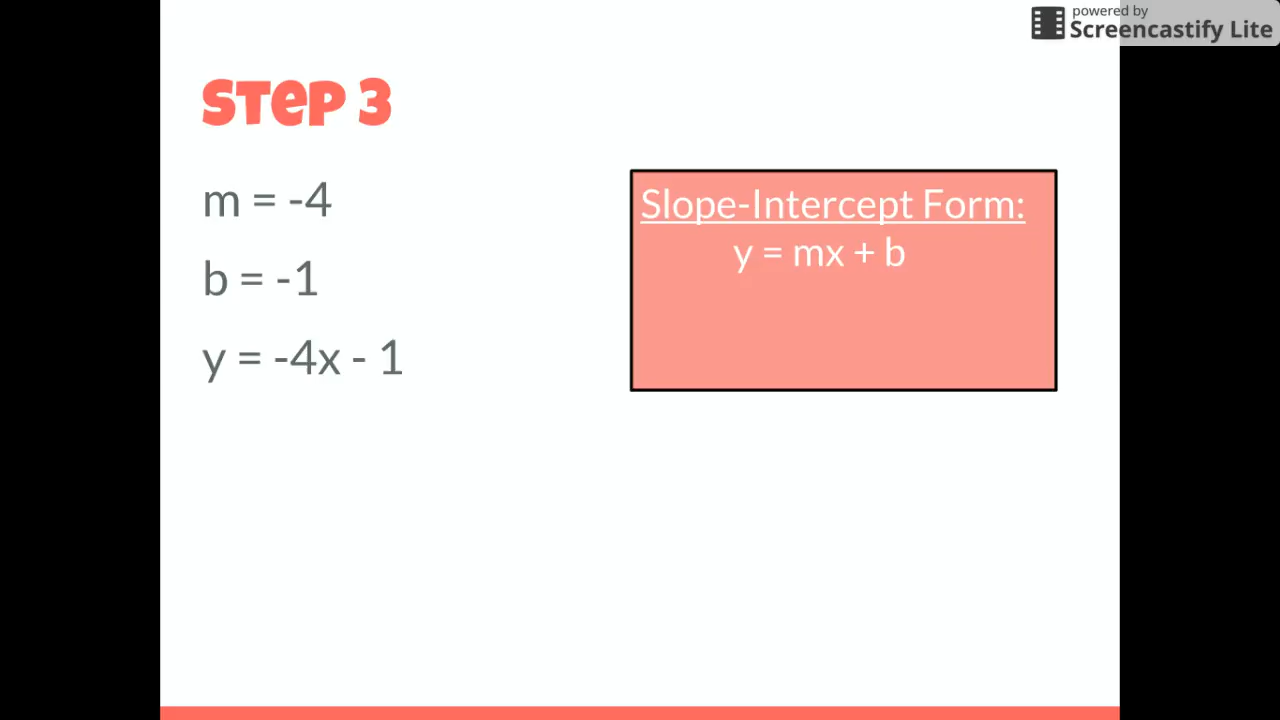 powered by
Screencastify Lite
Step 3
m = -4
b = -1
y = -4x - 1
Slope-Intercept Form:
y = mx + b